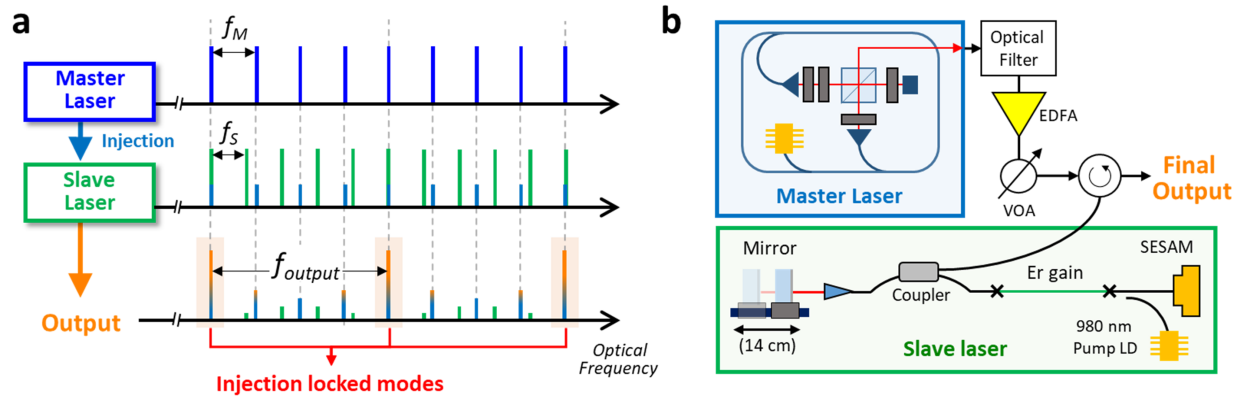 a
f_M
Master
Laser
Injection
f_S
Slave
Laser
f_output
Output
Optical
Frequency
Injection locked modes
b
Master Laser
Optical
Filter
EDFA
VOA
Final
Output
Mirror
(14 cm)
Coupler
Er gain
SESAM
980 nm
Pump LD
Slave laser